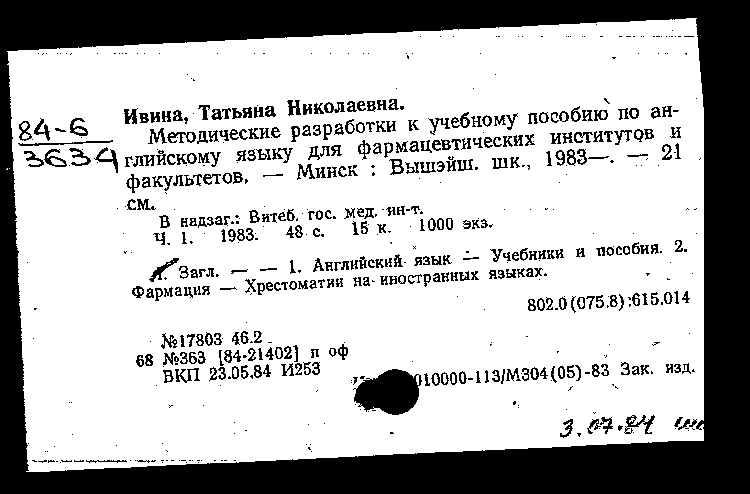 Ивина, Татьяна Николаевна.
84-6
3634
Методические разработки к учебному пособию по ан-
глийскому языку для фармацевтических институтов и
факультетов. — Минск : Вышэйш. шк., 1983—. — 21
см.
В надзаг.: Витеб. гос. мед. ин-т.
Ч. 1. 1983. 48 с. 15 к. 1000 экз.
Загл. — — 1. Английский язык — Учебники и пособия. 2.
Фармация — Хрестоматии на иностранных языках.
802.0(075.8):615.014
№17803 46.2
68 №363 [84-21402] п оф
ВКП 23.05.84 И253
010000-113/М304(05)-83 Зак. изд.
3.07.84